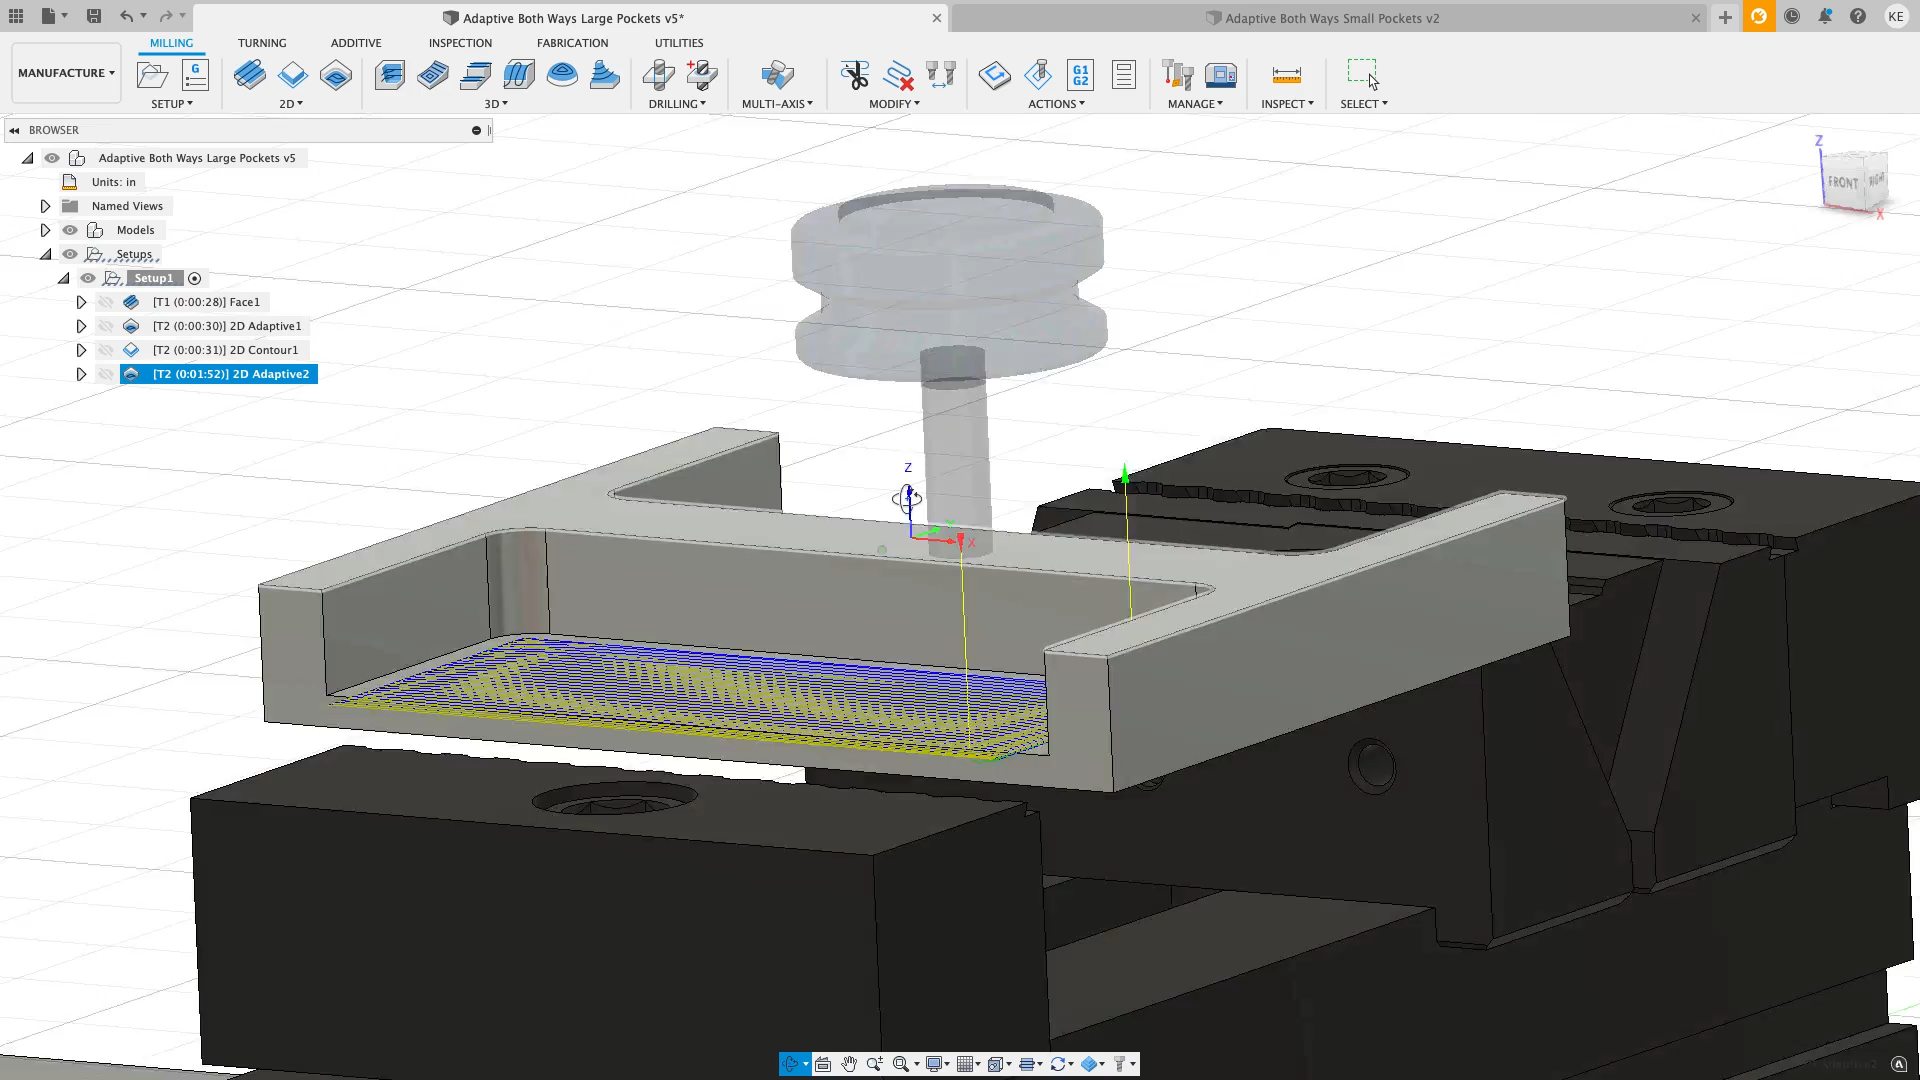 Adaptive Both Ways Large Pockets v5*
Adaptive Both Ways Small Pockets v2
KE
MANUFACTURE
MILLING
TURNING
ADDITIVE
INSPECTION
FABRICATION
UTILITIES
G
G1
G2
SETUP
2D
3D
DRILLING
MULTI-AXIS
MODIFY
ACTIONS
MANAGE
INSPECT
SELECT
BROWSER
Adaptive Both Ways Large Pockets v5
Units: in
Named Views
Models
Setups
Setup1
[T1 (0:00:28)] Face1
[T2 (0:00:30)] 2D Adaptive1
[T2 (0:00:31)] 2D Contour1
[T2 (0:01:52)] 2D Adaptive2
Z
FRONT
RIGHT
X
Z
X